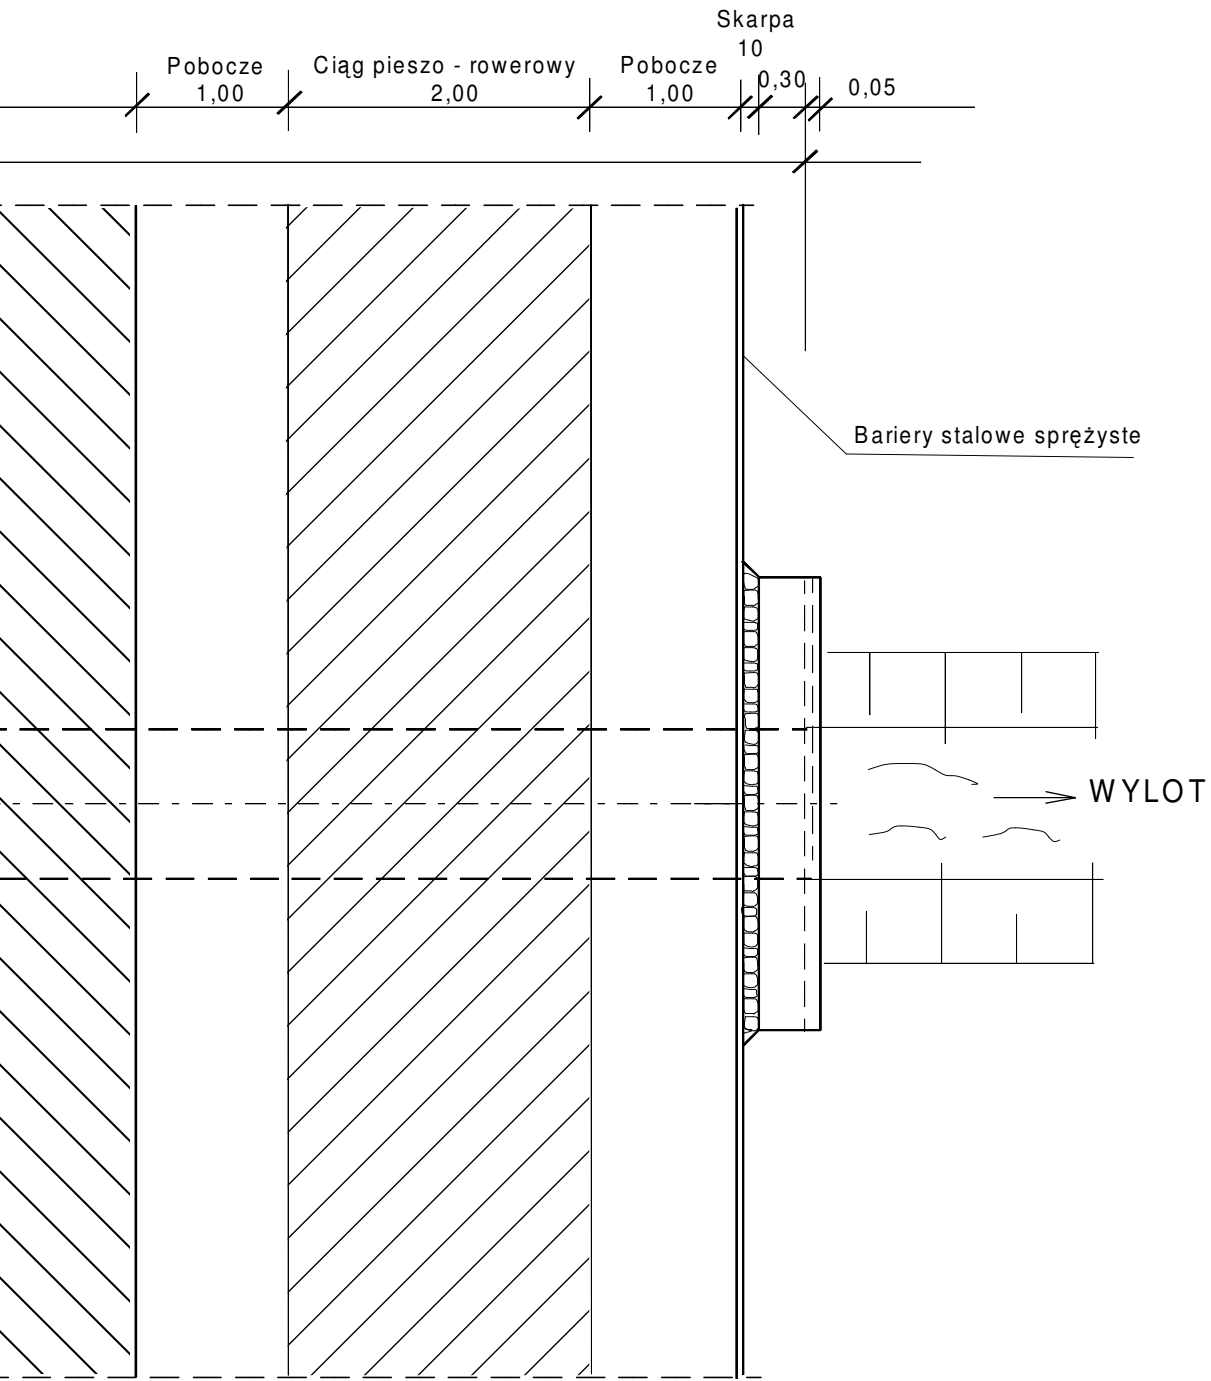 Skarpa
10
Pobocze
1,00
Ciąg pieszo - rowerowy
2,00
Pobocze
1,00
0,30
0,05
Bariery stalowe sprężyste
WYLOT